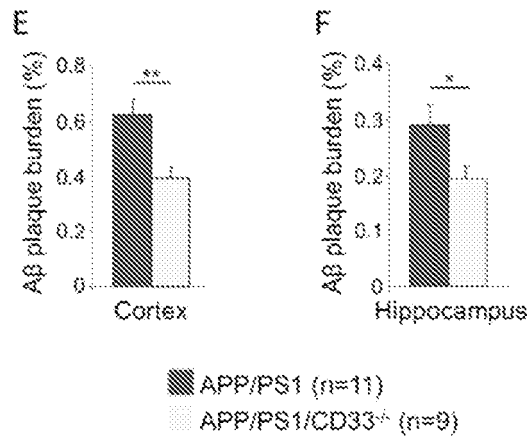 E
Aβ plaque burden (%)
0.8
0.6
0.4
0.2
0
**
Cortex
F
Aβ plaque burden (%)
0.4
0.3
0.2
0.1
0
*
Hippocampus
APP/PS1 (n=11)
APP/PS1/CD33⁻/⁻ (n=9)